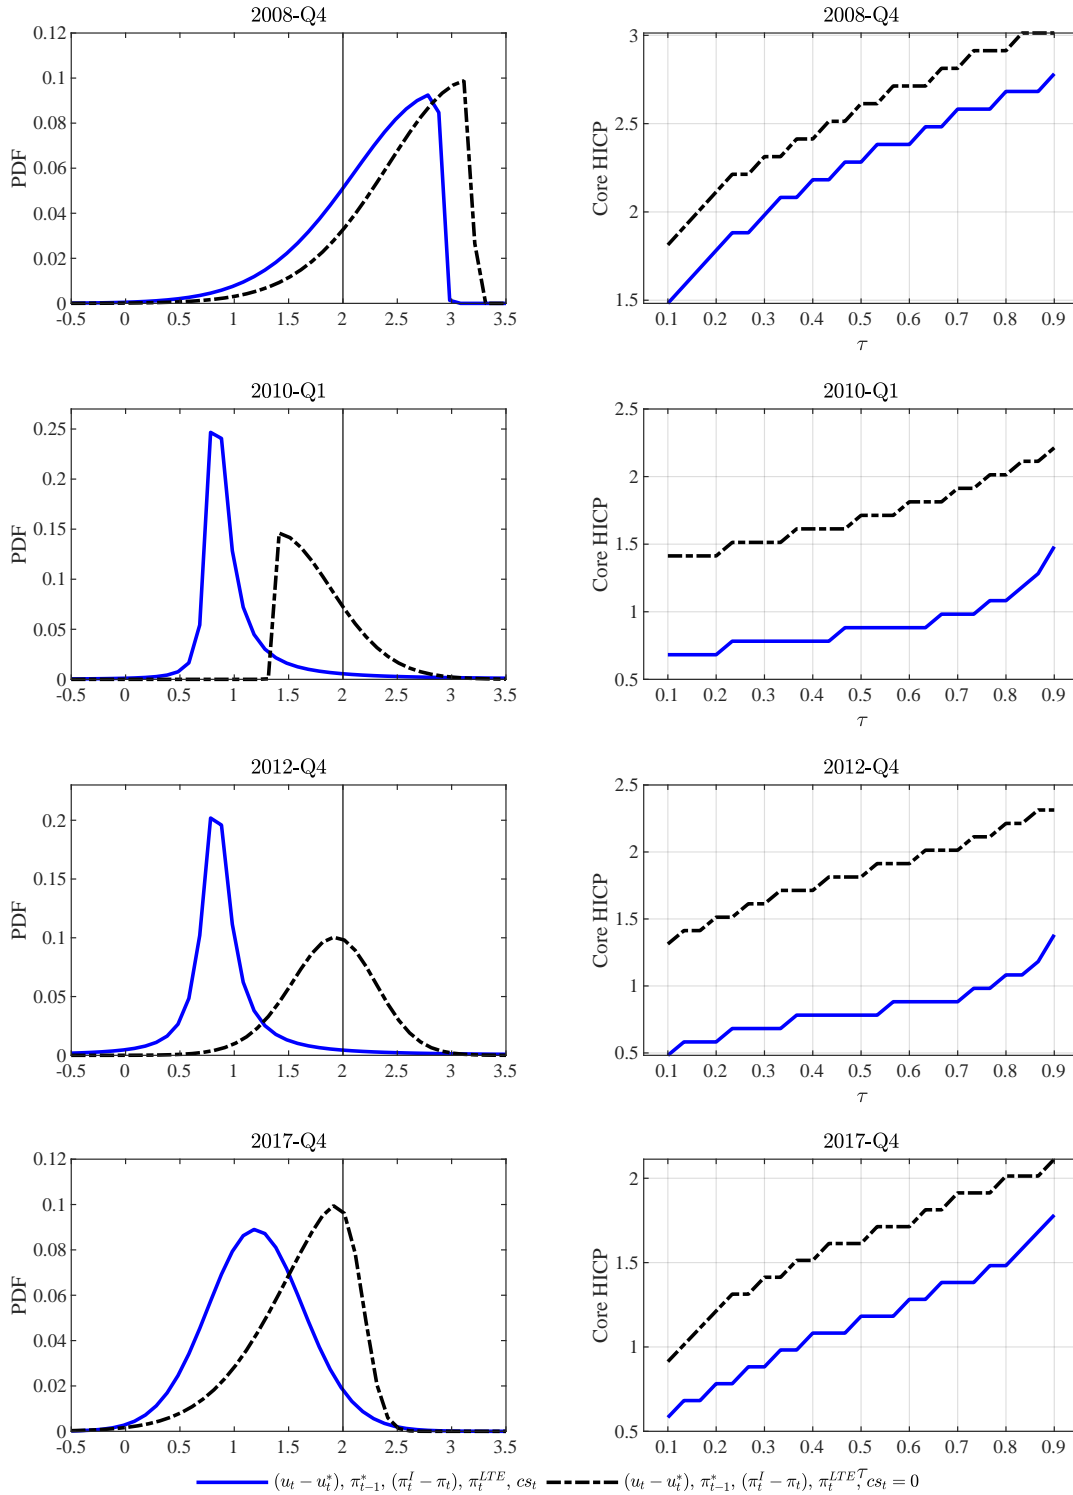 2008-Q4
0.12
0.1
0.08
0.06
0.04
0.02
0
PDF
-0.5 0 0.5 1 1.5 2 2.5 3 3.5
2008-Q4
3
2.5
2
1.5
Core HICP
0.1 0.2 0.3 0.4 0.5 0.6 0.7 0.8 0.9
τ
2010-Q1
0.25
0.2
0.15
0.1
0.05
0
PDF
-0.5 0 0.5 1 1.5 2 2.5 3 3.5
2010-Q1
2.5
2
1.5
1
0.5
Core HICP
0.1 0.2 0.3 0.4 0.5 0.6 0.7 0.8 0.9
τ
2012-Q4
0.2
0.15
0.1
0.05
0
PDF
-0.5 0 0.5 1 1.5 2 2.5 3 3.5
2012-Q4
2.5
2
1.5
1
0.5
Core HICP
0.1 0.2 0.3 0.4 0.5 0.6 0.7 0.8 0.9
τ
2017-Q4
0.12
0.1
0.08
0.06
0.04
0.02
0
PDF
-0.5 0 0.5 1 1.5 2 2.5 3 3.5
2017-Q4
2
1.5
1
0.5
Core HICP
0.1 0.2 0.3 0.4 0.5 0.6 0.7 0.8 0.9
τ
(u_t − u_t^*), π_{t−1}^*, (π_t^I − π_t), π_t^{LTE}, cs_t
(u_t − u_t^*), π_{t−1}^*, (π_t^I − π_t), π_t^{LTE}, cs_t = 0